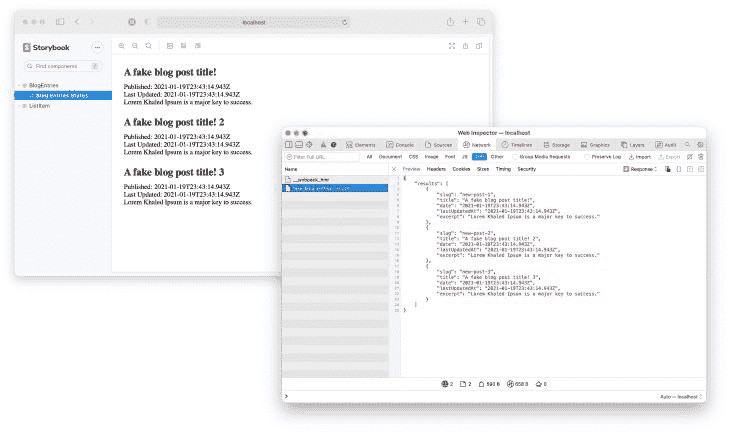 localhost
Storybook
Find components
/
BlogEntries
Blog Entries States
ListItem
A fake blog post title!
Published: 2021-01-19T23:43:14.943Z
Last Updated: 2021-01-19T23:43:14.943Z
Lorem Khaled Ipsum is a major key to success.
A fake blog post title! 2
Published: 2021-01-19T23:43:14.943Z
Last Updated: 2021-01-19T23:43:14.943Z
Lorem Khaled Ipsum is a major key to success.
A fake blog post title! 3
Published: 2021-01-19T23:43:14.943Z
Last Updated: 2021-01-19T23:43:14.943Z
Lorem Khaled Ipsum is a major key to success.
Web Inspector — localhost
Elements Console Sources Network Timelines Storage Graphics Layers Audit
Filter Full URL All Document CSS Image Font JS Other Group Media Requests Preserve Log Import Export
Name Preview Headers Cookies Sizes Timing Security Response
__webpack_hmr
{
"results": [
{
"slug": "new-post-1",
"title": "A fake blog post title!",
"date": "2021-01-19T23:43:14.943Z",
"lastUpdatedAt": "2021-01-19T23:43:14.943Z",
"excerpt": "Lorem Khaled Ipsum is a major key to success."
},
{
"slug": "new-post-2",
"title": "A fake blog post title! 2",
"date": "2021-01-19T23:43:14.943Z",
"lastUpdatedAt": "2021-01-19T23:43:14.943Z",
"excerpt": "Lorem Khaled Ipsum is a major key to success."
},
{
"slug": "new-post-3",
"title": "A fake blog post title! 3",
"date": "2021-01-19T23:43:14.943Z",
"lastUpdatedAt": "2021-01-19T23:43:14.943Z",
"excerpt": "Lorem Khaled Ipsum is a major key to success."
}
]
}
2 2 590 B 658 B 0
Auto — localhost